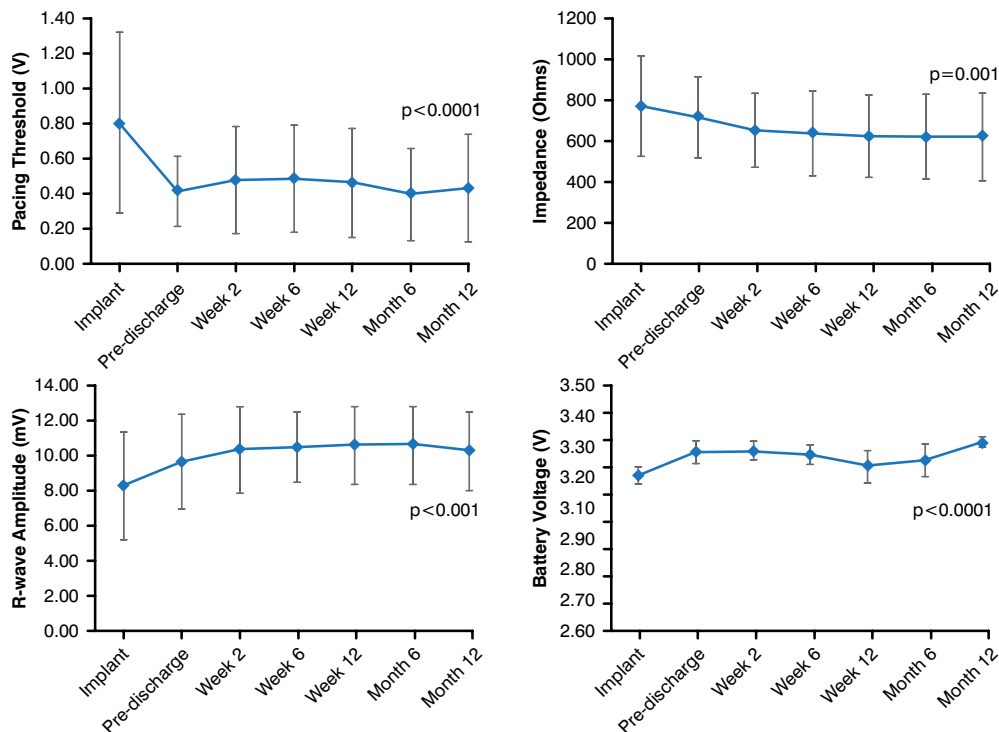 Pacing Threshold (V)
1.40
1.20
1.00
0.80
0.60
0.40
0.20
0.00
p<0.0001
Implant
Pre-discharge
Week 2
Week 6
Week 12
Month 6
Month 12
Impedance (Ohms)
1200
1000
800
600
400
200
0
p=0.001
Implant
Pre-discharge
Week 2
Week 6
Week 12
Month 6
Month 12
R-wave Amplitude (mV)
14.00
12.00
10.00
8.00
6.00
4.00
2.00
0.00
p<0.001
Implant
Pre-discharge
Week 2
Week 6
Week 12
Month 6
Month 12
Battery Voltage (V)
3.50
3.40
3.30
3.20
3.10
3.00
2.90
2.80
2.70
2.60
p<0.0001
Implant
Pre-discharge
Week 2
Week 6
Week 12
Month 6
Month 12